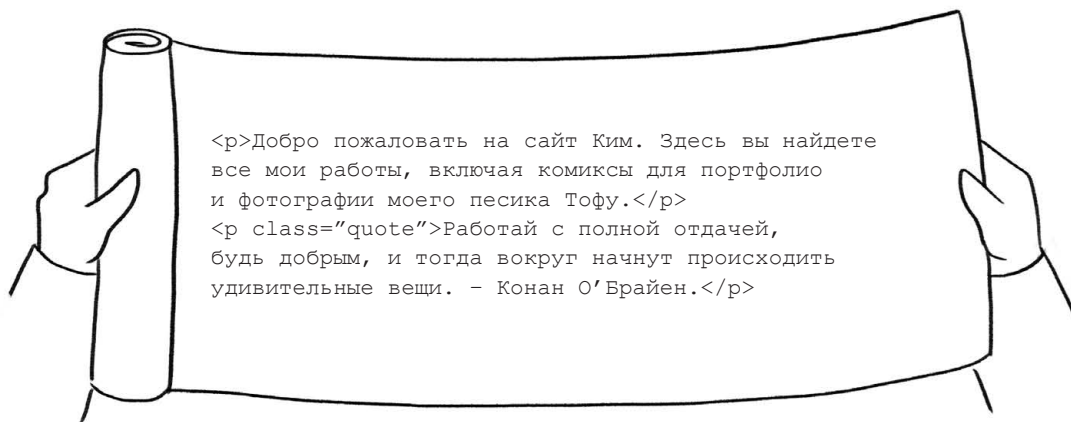 <p>Добро пожаловать на сайт Ким. Здесь вы найдете
все мои работы, включая комиксы для портфолио
и фотографии моего песика Тофу.</p>
<p class=”quote”>Работай с полной отдачей,
будь добрым, и тогда вокруг начнут происходить
удивительные вещи. – Конан О’Брайен.</p>